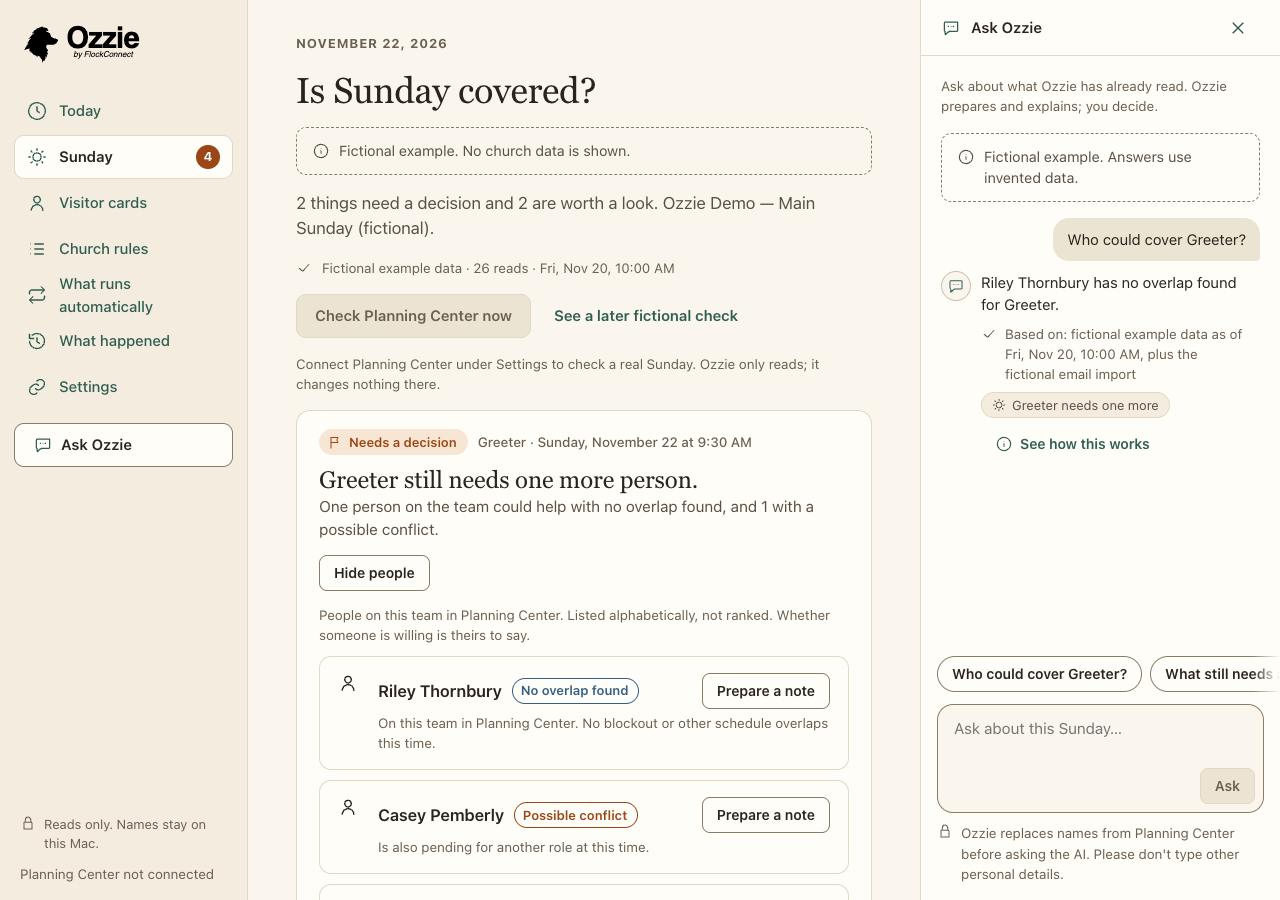 Ozzie
by FlockConnect
Today
Sunday
4
Visitor cards
Church rules
What runs
automatically
What happened
Settings
Ask Ozzie
Reads only. Names stay on
this Mac.
Planning Center not connected
NOVEMBER 22, 2026
Is Sunday covered?
Fictional example. No church data is shown.
2 things need a decision and 2 are worth a look. Ozzie Demo — Main
Sunday (fictional).
Fictional example data · 26 reads · Fri, Nov 20, 10:00 AM
Check Planning Center now
See a later fictional check
Connect Planning Center under Settings to check a real Sunday. Ozzie only reads; it
changes nothing there.
Needs a decision
Greeter · Sunday, November 22 at 9:30 AM
Greeter still needs one more person.
One person on the team could help with no overlap found, and 1 with a
possible conflict.
Hide people
People on this team in Planning Center. Listed alphabetically, not ranked. Whether
someone is willing is theirs to say.
Riley Thornbury
No overlap found
Prepare a note
On this team in Planning Center. No blockout or other schedule overlaps
this time.
Casey Pemberly
Possible conflict
Prepare a note
Is also pending for another role at this time.
Ask Ozzie
Ask about what Ozzie has already read. Ozzie
prepares and explains; you decide.
Fictional example. Answers use
invented data.
Who could cover Greeter?
Riley Thornbury has no overlap found
for Greeter.
Based on: fictional example data as of
Fri, Nov 20, 10:00 AM, plus the
fictional email import
Greeter needs one more
See how this works
Who could cover Greeter?
What still needs
Ask about this Sunday...
Ask
Ozzie replaces names from Planning Center
before asking the AI. Please don't type other
personal details.